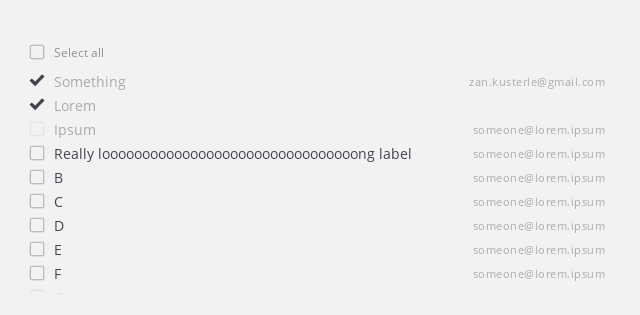 Select all
Something zan.kusterle@gmail.com
Lorem
Ipsum someone@lorem.ipsum
Really looooooooooooooooooooooooooooooooong label someone@lorem.ipsum
B someone@lorem.ipsum
C someone@lorem.ipsum
D someone@lorem.ipsum
E someone@lorem.ipsum
F someone@lorem.ipsum